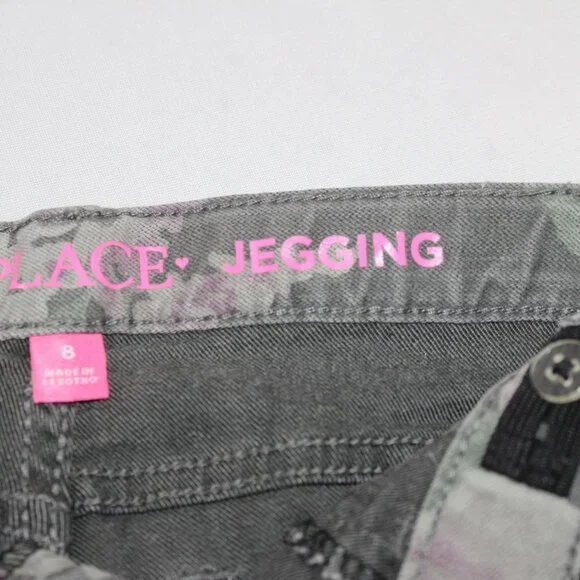 PLACE♥ JEGGING
8
MADE IN
LESOTHO